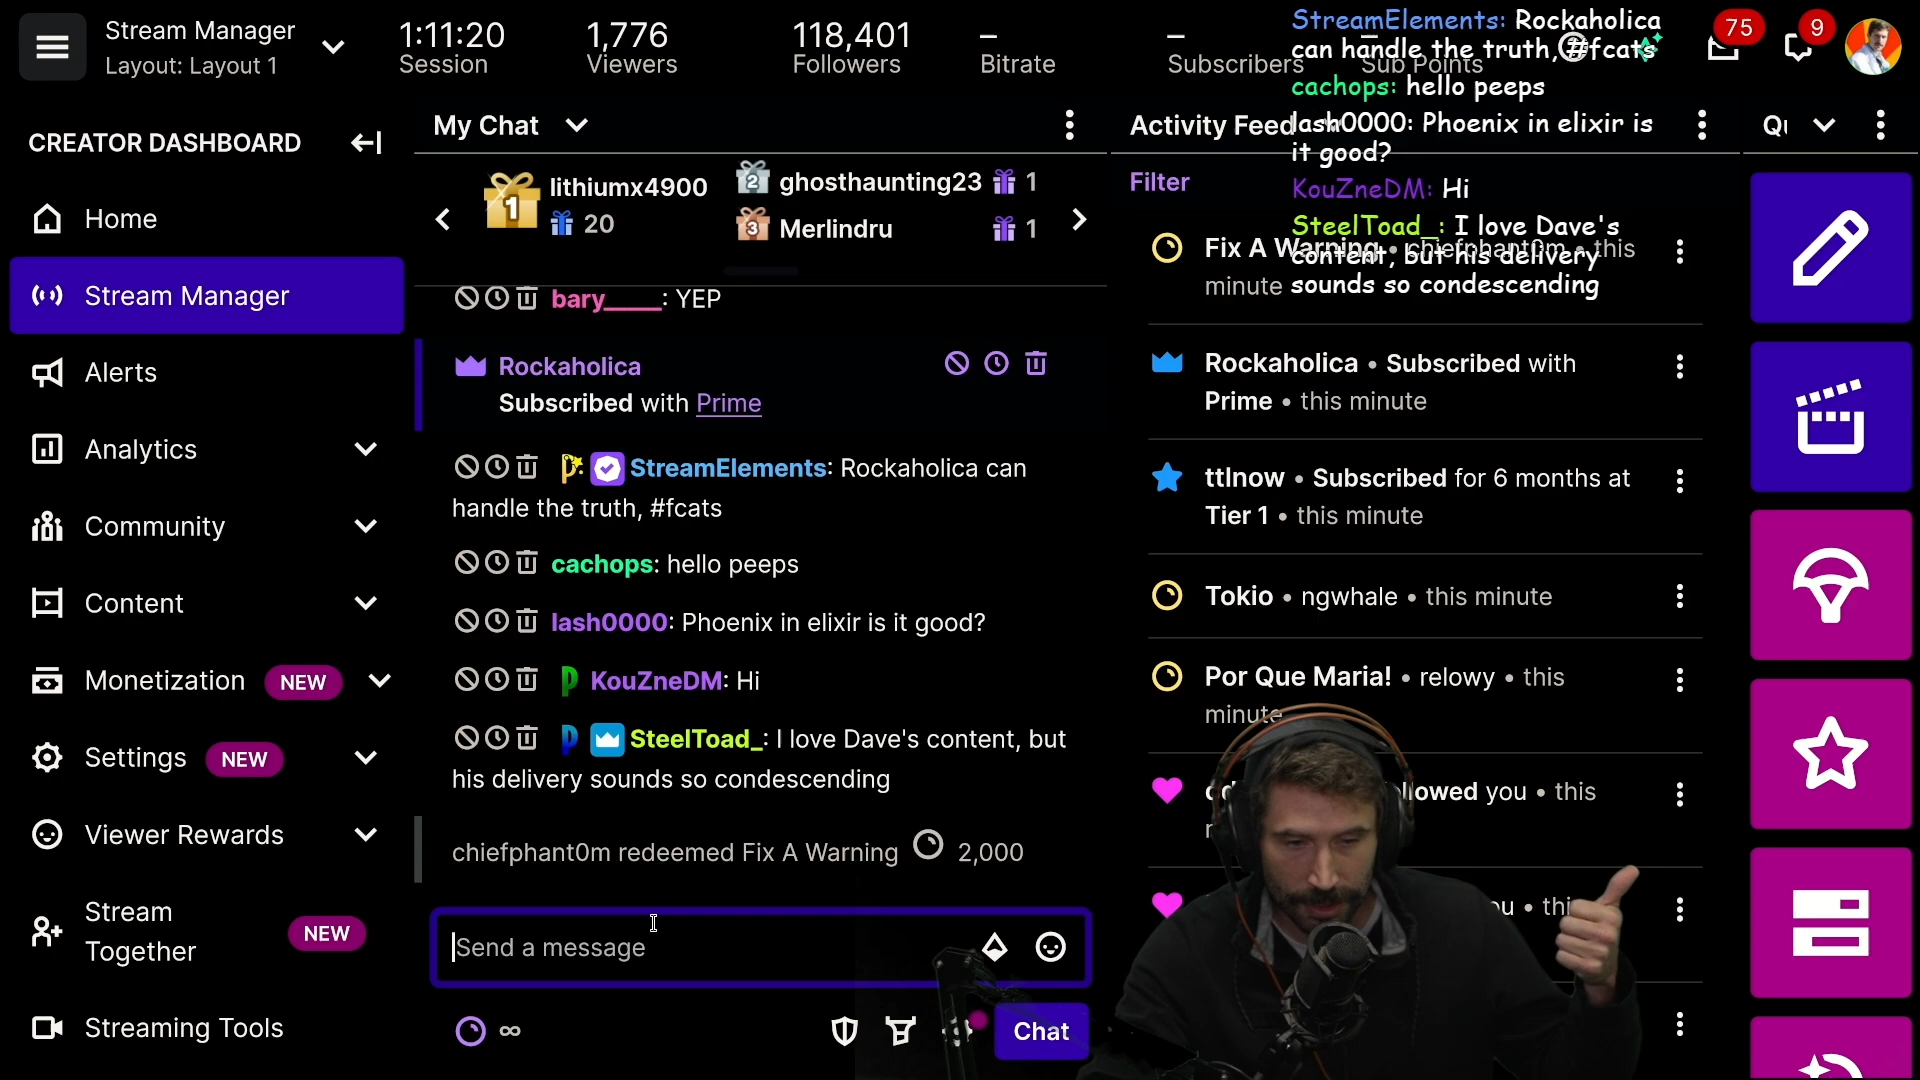 Stream Manager
Layout: Layout 1
1:11:20
Session
1,776
Viewers
118,401
Followers
–
Bitrate
–
Subscribers
–
Sub Points
75
9
StreamElements: Rockaholica
can handle the truth, #fcats
cachops: hello peeps
lash0000: Phoenix in elixir is
it good?
KouZneDM: Hi
SteelToad_: I love Dave's
content, but his delivery
sounds so condescending
CREATOR DASHBOARD
Home
Stream Manager
Alerts
Analytics
Community
Content
Monetization NEW
Settings NEW
Viewer Rewards
Stream
Together
NEW
Streaming Tools
My Chat
1
lithiumx4900
20
2
ghosthaunting23
1
3
Merlindru
1
bary_____: YEP
Rockaholica
Subscribed with Prime
StreamElements: Rockaholica can
handle the truth, #fcats
cachops: hello peeps
lash0000: Phoenix in elixir is it good?
KouZneDM: Hi
SteelToad_: I love Dave's content, but
his delivery sounds so condescending
chiefphant0m redeemed Fix A Warning 2,000
Send a message
∞
Chat
Activity Feed
Filter
Fix A Warning • chiefphant0m • this
minute
Rockaholica • Subscribed with
Prime • this minute
ttlnow • Subscribed for 6 months at
Tier 1 • this minute
Tokio • ngwhale • this minute
Por Que Maria! • relowy • this
minute
you • this